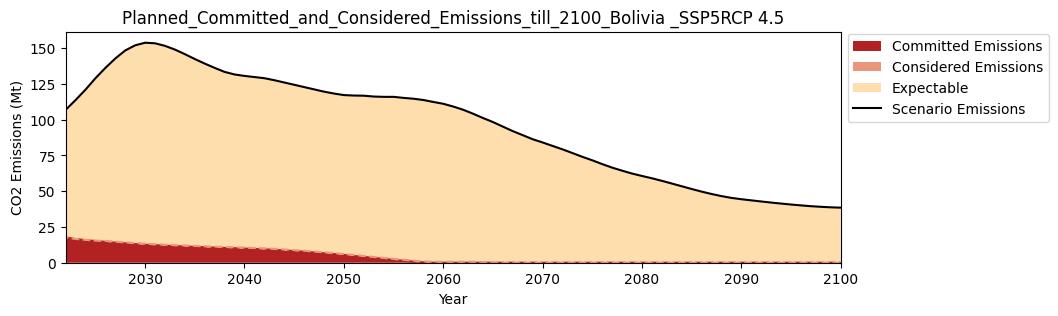 Planned_Committed_and_Considered_Emissions_till_2100_Bolivia _SSP5RCP 4.5
CO2 Emissions (Mt)
150
125
100
75
50
25
0
2030 2040 2050 2060 2070 2080 2090 2100
Year
Committed Emissions
Considered Emissions
Expectable
Scenario Emissions